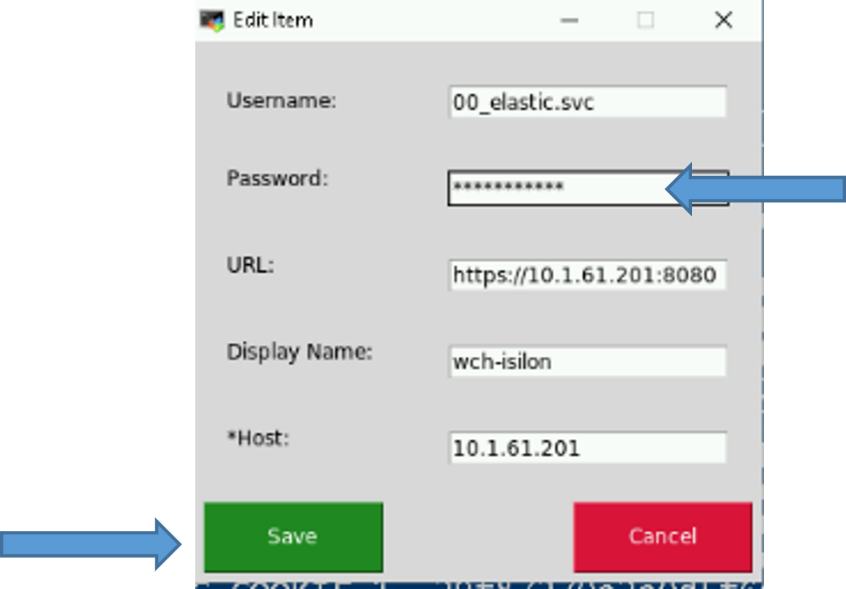 Edit Item
Username:
00_elastic.svc
Password:
***********
URL:
https://10.1.61.201:8080
Display Name:
wch-isilon
*Host:
10.1.61.201
Save
Cancel